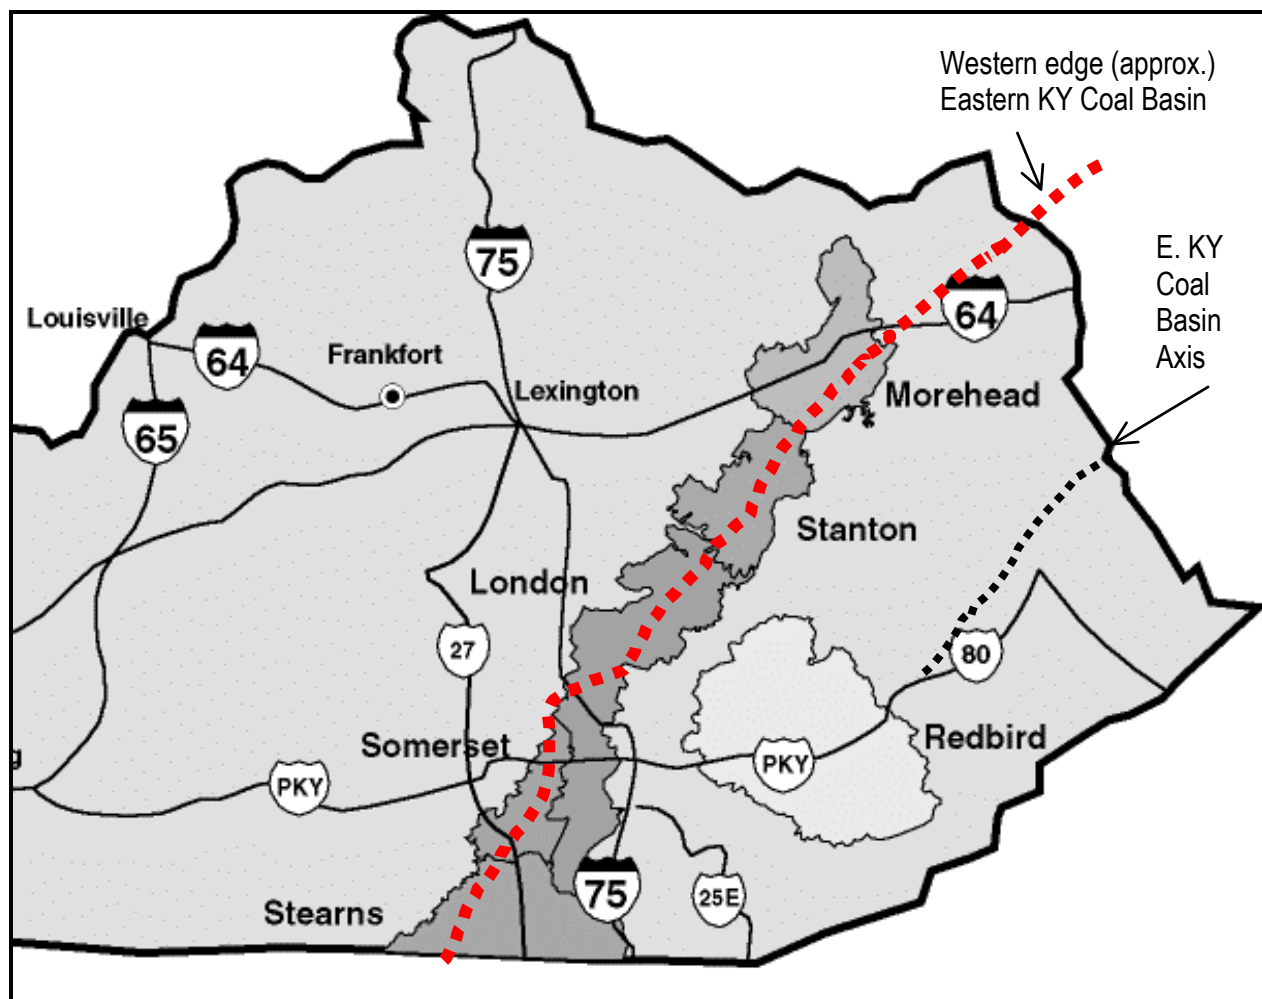 Western edge (approx.)
Eastern KY Coal Basin
E. KY
Coal
Basin
Axis
75
64
Louisville
64
Frankfort
Lexington
Morehead
65
Stanton
London
27
80
Somerset
Redbird
g
PKY
PKY
75
25E
Stearns